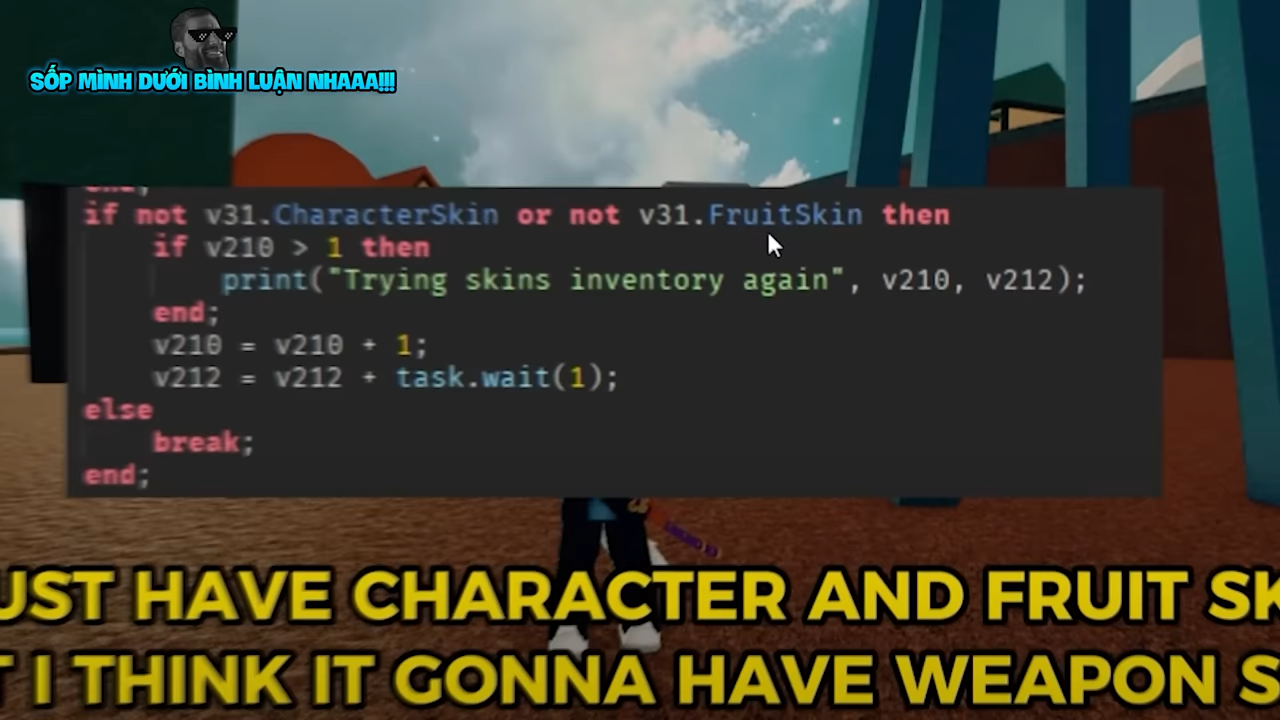 SỐP MÌNH DƯỚI BÌNH LUẬN NHAAA!!!
end;
if not v31.CharacterSkin or not v31.FruitSkin then
if v210 > 1 then
print("Trying skins inventory again", v210, v212);
end;
v210 = v210 + 1;
v212 = v212 + task.wait(1);
else
break;
end;
UST HAVE CHARACTER AND FRUIT SK
T I THINK IT GONNA HAVE WEAPON S